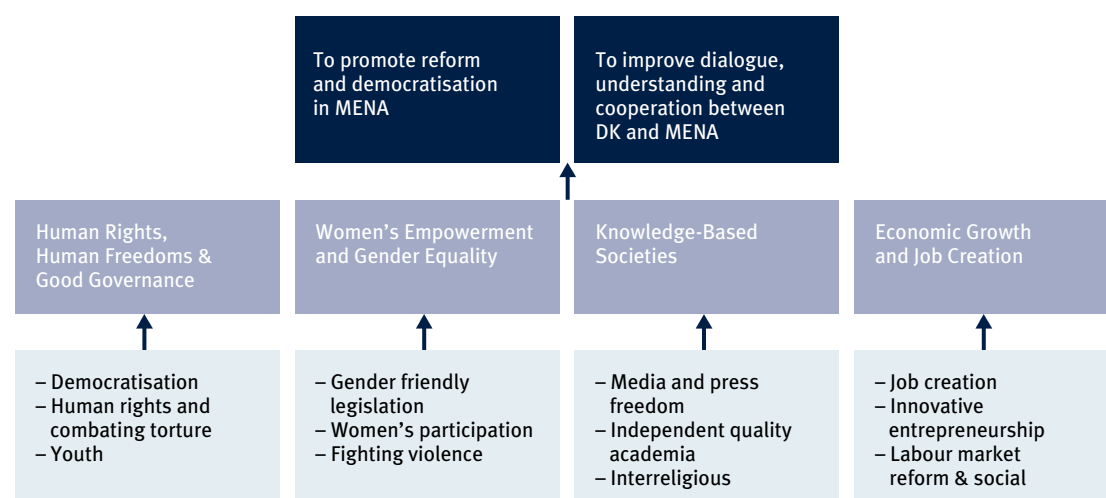 To promote reform
and democratisation
in MENA
To improve dialogue,
understanding and
cooperation between
DK and MENA
Human Rights,
Human Freedoms &
Good Governance
Women's Empowerment
and Gender Equality
Knowledge-Based
Societies
Economic Growth
and Job Creation
– Democratisation
– Human rights and
combating torture
– Youth
– Gender friendly
legislation
– Women's participation
– Fighting violence
– Media and press
freedom
– Independent quality
academia
– Interreligious
– Job creation
– Innovative
entrepreneurship
– Labour market
reform & social